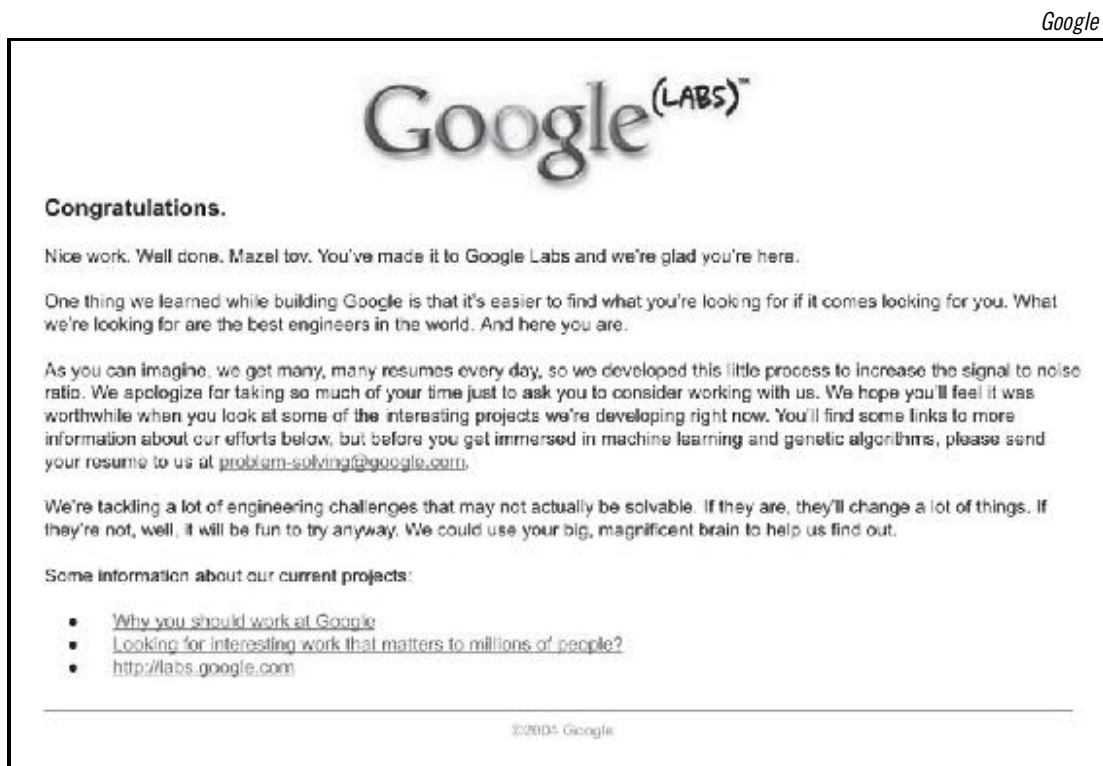 Google
Google (LABS)™
Congratulations.
Nice work. Well done. Mazel tov. You've made it to Google Labs and we're glad you're here.
One thing we learned while building Google is that it's easier to find what you're looking for if it comes looking for you. What
we're looking for are the best engineers in the world. And here you are.
As you can imagine, we get many, many resumes every day, so we developed this little process to increase the signal to noise
ratio. We apologize for taking so much of your time just to ask you to consider working with us. We hope you'll feel it was
worthwhile when you look at some of the interesting projects we're developing right now. You'll find some links to more
information about our efforts below, but before you get immersed in machine learning and genetic algorithms, please send
your resume to us at problem-solving@google.com.
We're tackling a lot of engineering challenges that may not actually be solvable. If they are, they'll change a lot of things. If
they're not, well, it will be fun to try anyway. We could use your big, magnificent brain to help us find out.
Some information about our current projects:
• Why you should work at Google
• Looking for interesting work that matters to millions of people?
• http://labs.google.com
©2004 Google